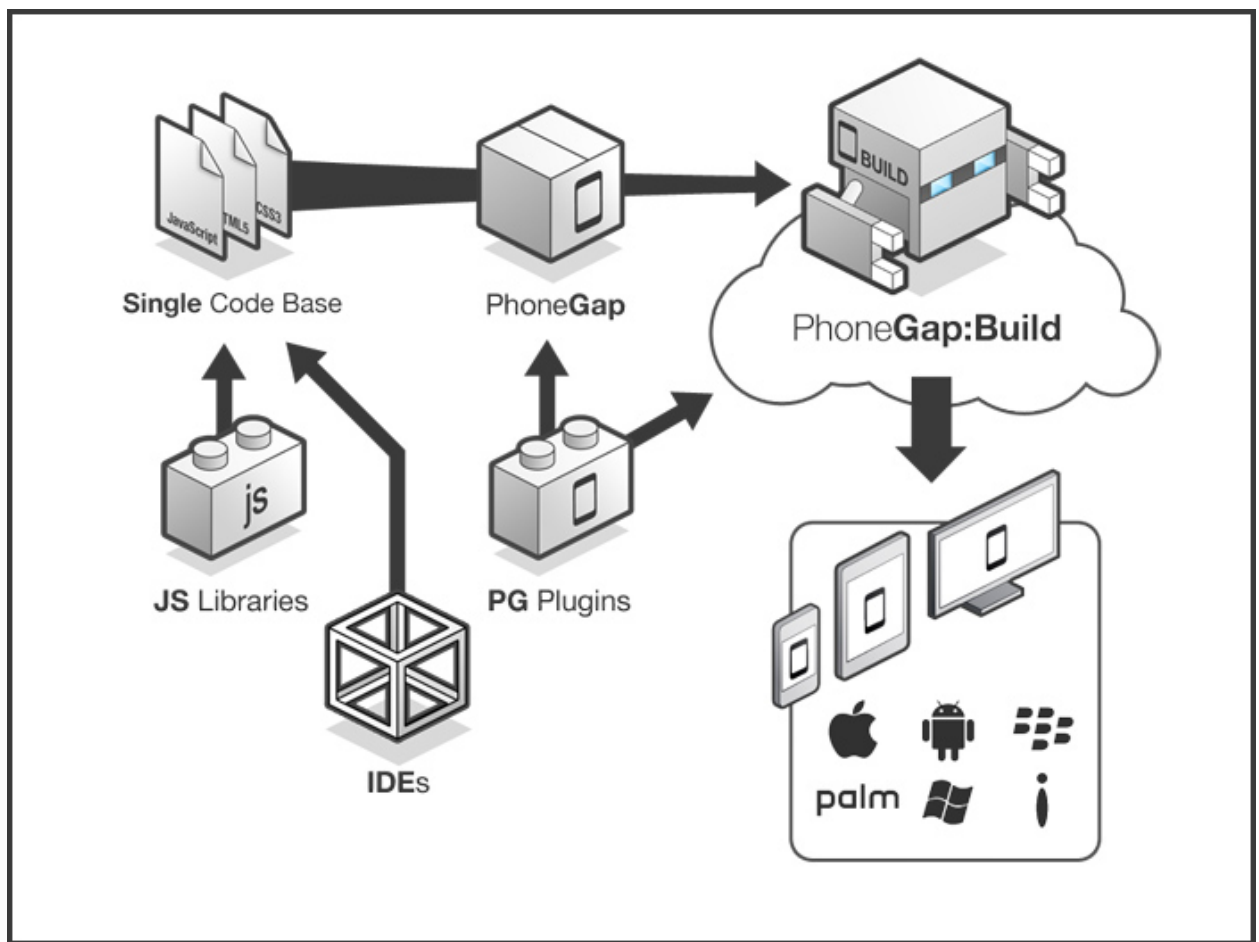 JavaScript
TML5
CSS3
BUILD
Single Code Base
PhoneGap
PhoneGap:Build
js
JS Libraries
PG Plugins
IDEs
palm
i